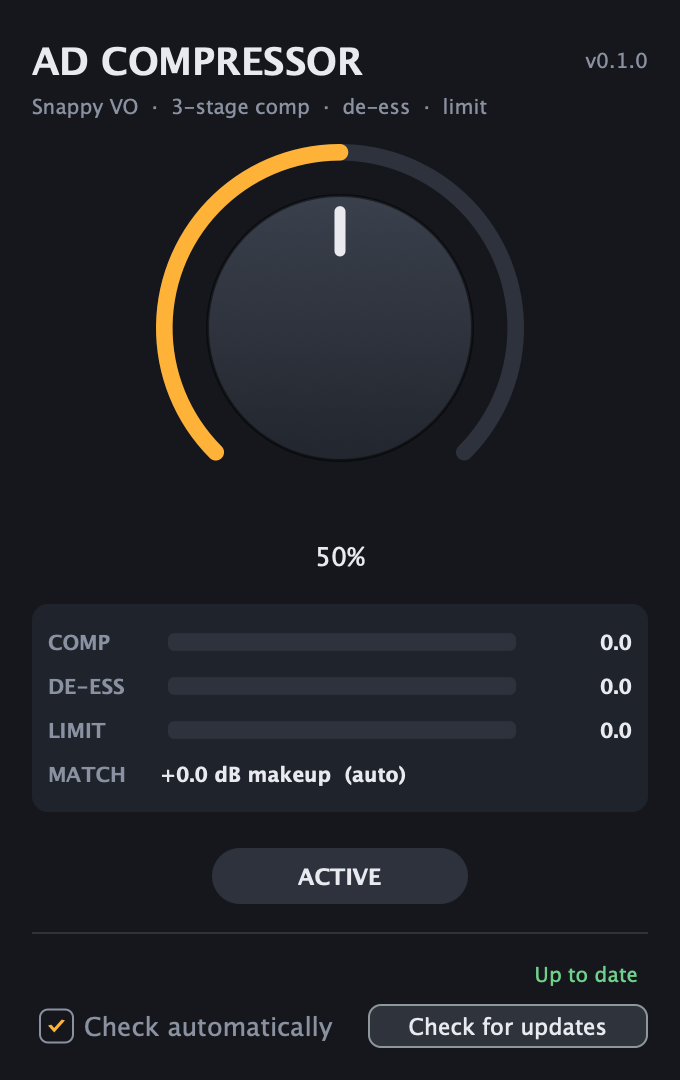 AD COMPRESSOR v0.1.0
Snappy VO · 3-stage comp · de-ess · limit
50%
COMP 0.0
DE-ESS 0.0
LIMIT 0.0
MATCH +0.0 dB makeup (auto)
ACTIVE
Up to date
Check automatically Check for updates